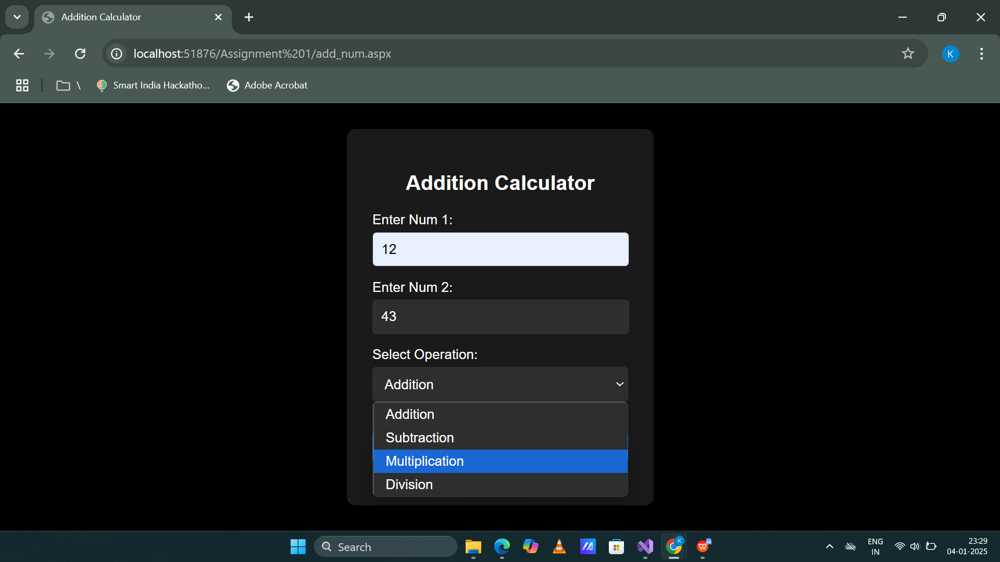 Addition Calculator
localhost:51876/Assignment%201/add_num.aspx
K
\
Smart India Hackatho...
Adobe Acrobat
Addition Calculator
Enter Num 1:
12
Enter Num 2:
43
Select Operation:
Addition
Addition
Subtraction
Multiplication
Division
Search
K
W
W
ENG
IN
23:29
04-01-2025